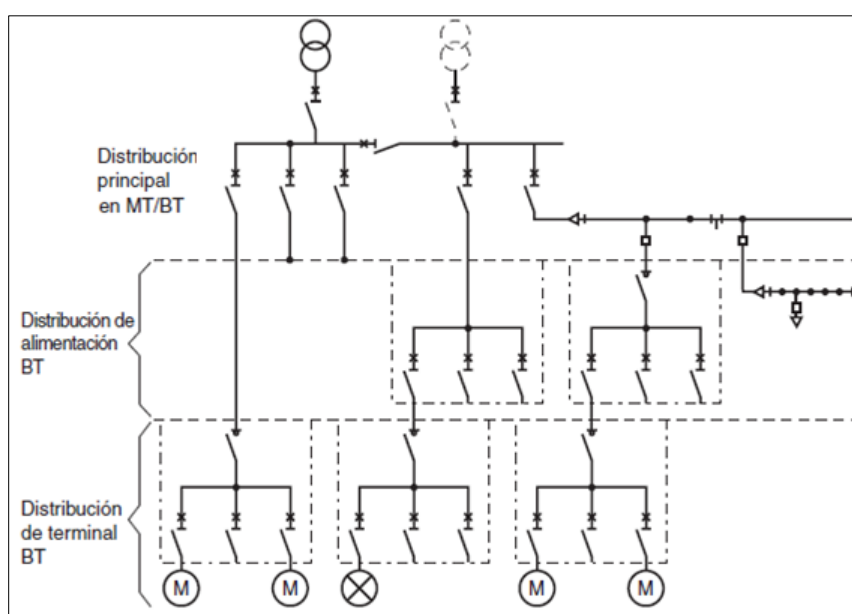 Distribución
principal
en MT/BT
Distribución de
alimentación
BT
Distribución
de terminal
BT
M
M
M
M